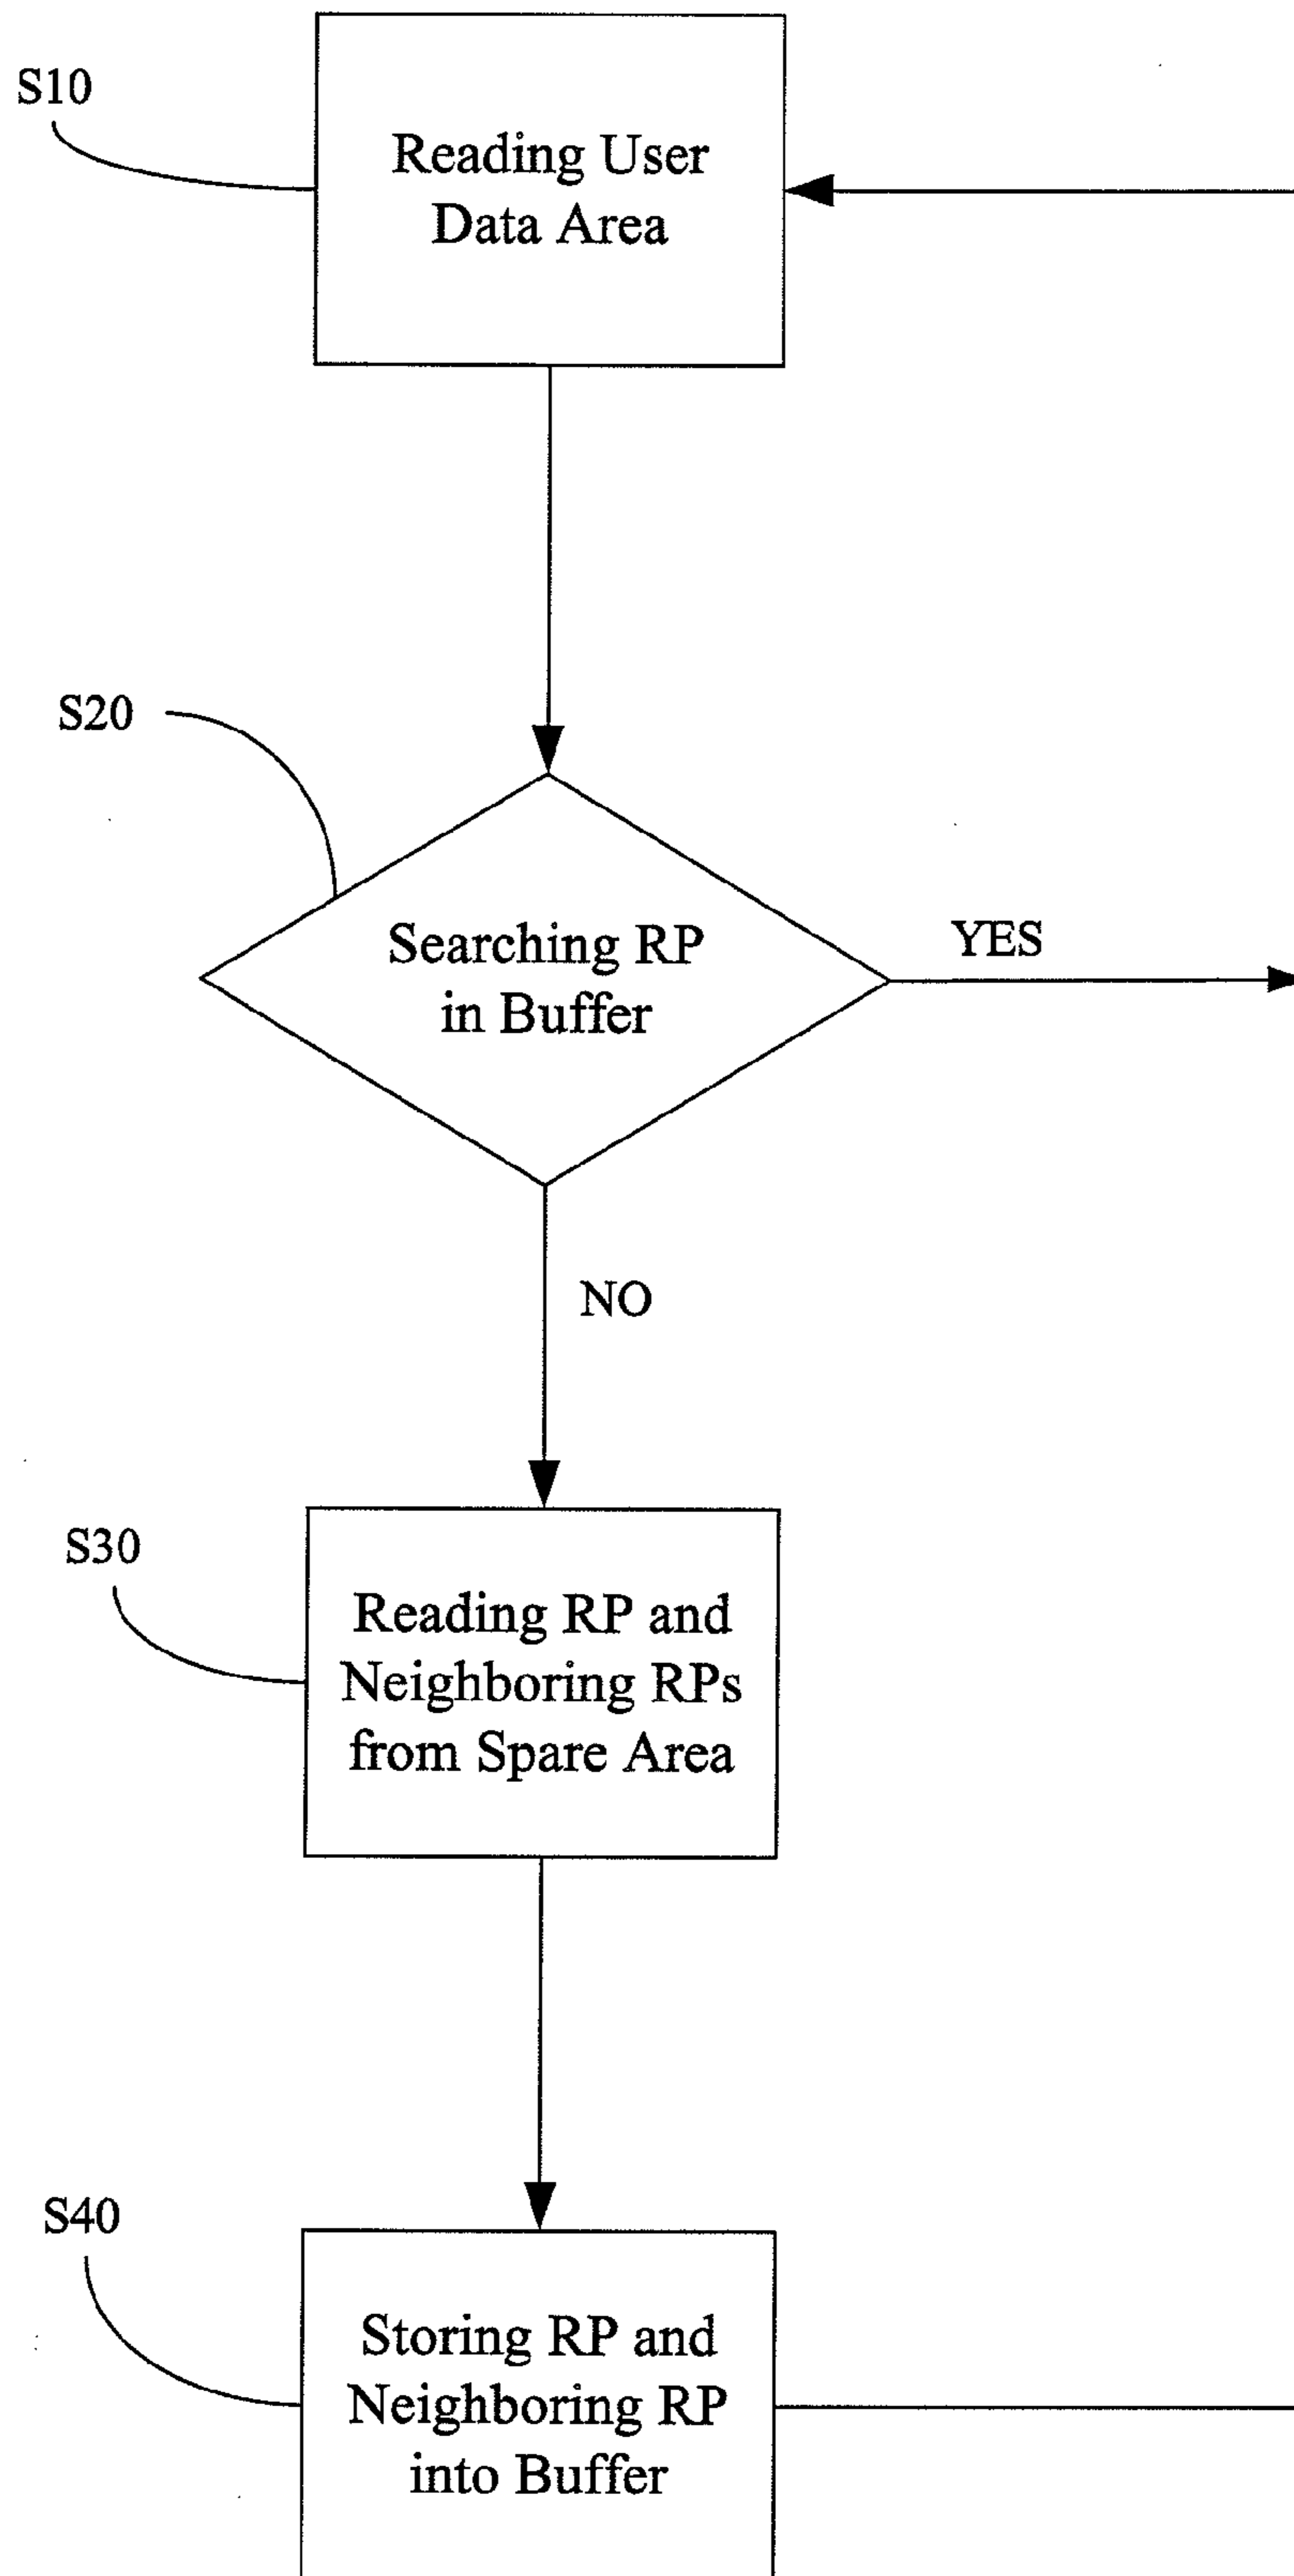 S10
Reading User
Data Area
S20
Searching RP
in Buffer
YES
NO
S30
Reading RP and
Neighboring RPs
from Spare Area
S40
Storing RP and
Neighboring RP
into Buffer